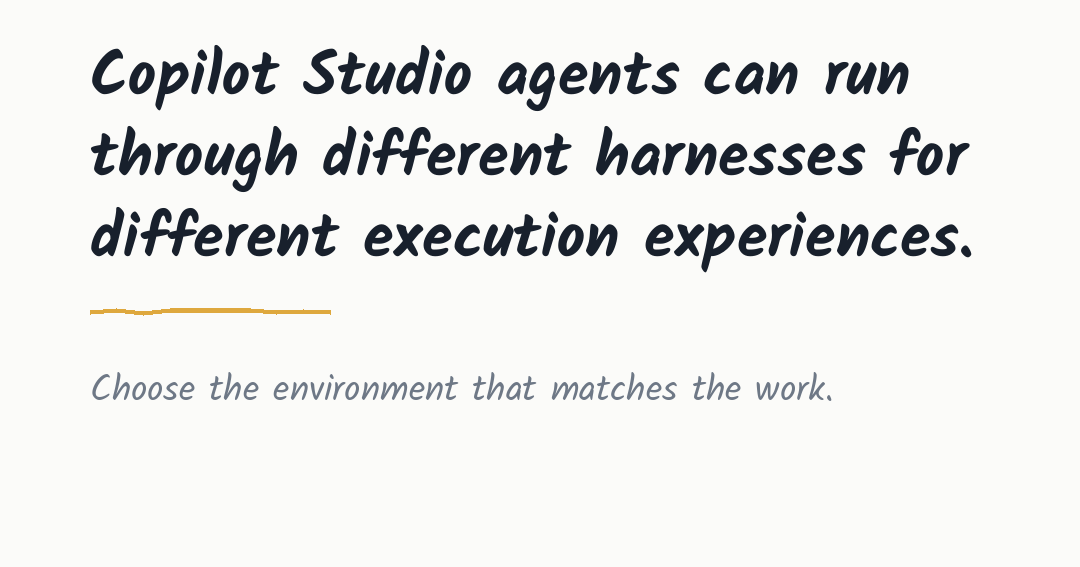 Copilot Studio agents can run
through different harnesses for
different execution experiences.
Choose the environment that matches the work.